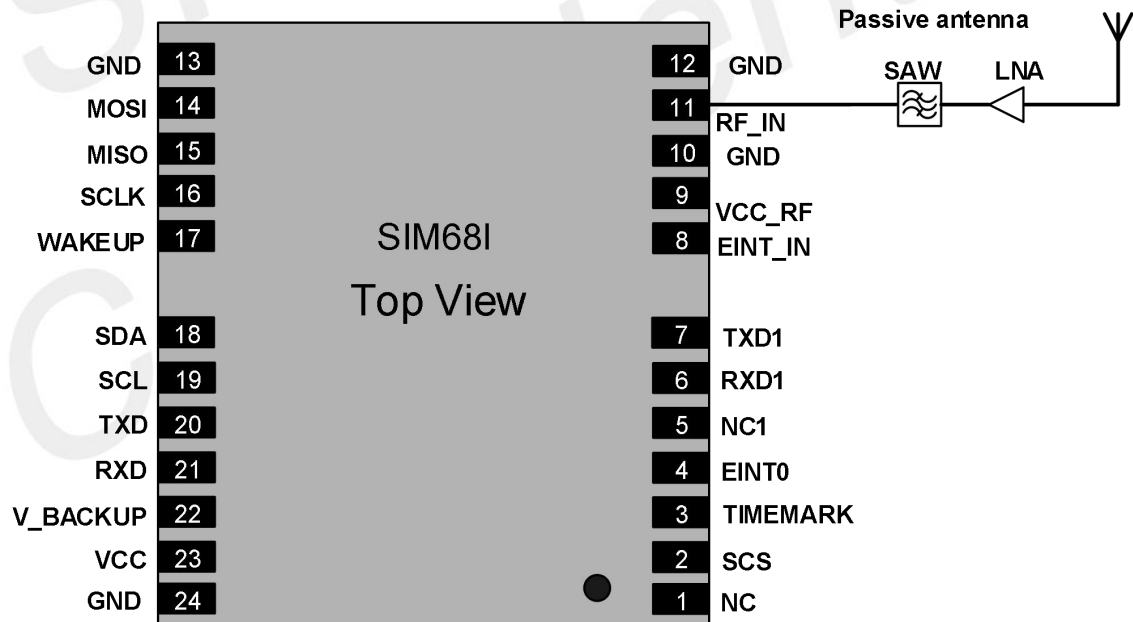 Passive antenna
SAW LNA
GND 13 12 GND
MOSI 14 11 RF_IN
MISO 15 10 GND
SCLK 16 9 VCC_RF
WAKEUP 17 8 EINT_IN
SIM68I
Top View
SDA 18 7 TXD1
SCL 19 6 RXD1
TXD 20 5 NC1
RXD 21 4 EINT0
V_BACKUP 22 3 TIMEMARK
VCC 23 2 SCS
GND 24 1 NC